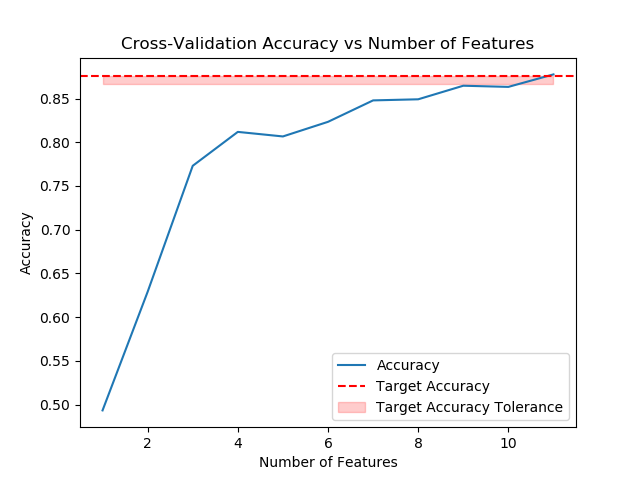 Cross-Validation Accuracy vs Number of Features
Accuracy
0.85
0.80
0.75
0.70
0.65
0.60
0.55
0.50
Accuracy
Target Accuracy
Target Accuracy Tolerance
2 4 6 8 10
Number of Features